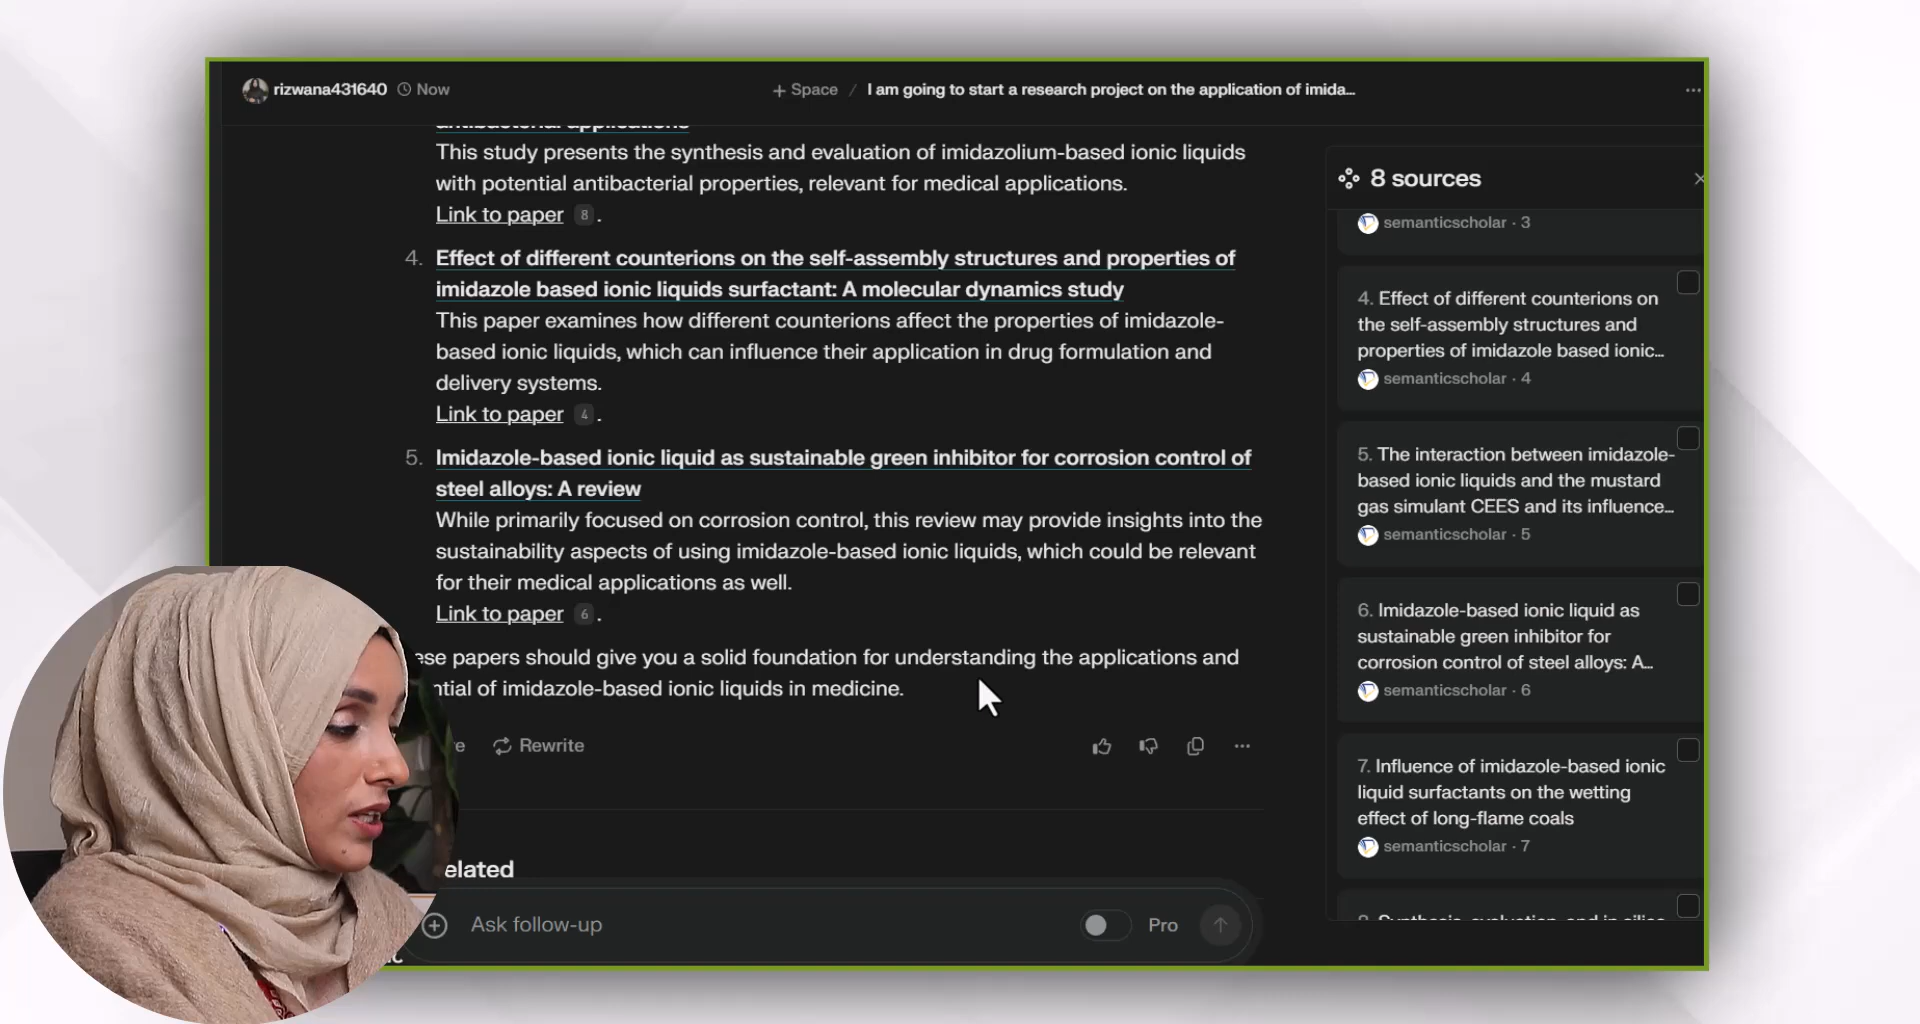 rizwana431640 Now
+ Space / I am going to start a research project on the application of imida...
antibacterial applications
This study presents the synthesis and evaluation of imidazolium-based ionic liquids
with potential antibacterial properties, relevant for medical applications.
Link to paper 8 .
4. Effect of different counterions on the self-assembly structures and properties of
imidazole based ionic liquids surfactant: A molecular dynamics study
This paper examines how different counterions affect the properties of imidazole-
based ionic liquids, which can influence their application in drug formulation and
delivery systems.
Link to paper 4 .
5. Imidazole-based ionic liquid as sustainable green inhibitor for corrosion control of
steel alloys: A review
While primarily focused on corrosion control, this review may provide insights into the
sustainability aspects of using imidazole-based ionic liquids, which could be relevant
for their medical applications as well.
Link to paper 6 .
ese papers should give you a solid foundation for understanding the applications and
ntial of imidazole-based ionic liquids in medicine.
re Rewrite
elated
Ask follow-up Pro
8 sources
semanticscholar · 3
4. Effect of different counterions on
the self-assembly structures and
properties of imidazole based ionic...
semanticscholar · 4
5. The interaction between imidazole-
based ionic liquids and the mustard
gas simulant CEES and its influence...
semanticscholar · 5
6. Imidazole-based ionic liquid as
sustainable green inhibitor for
corrosion control of steel alloys: A...
semanticscholar · 6
7. Influence of imidazole-based ionic
liquid surfactants on the wetting
effect of long-flame coals
semanticscholar · 7
8. Synthesis, evaluation, and in silico